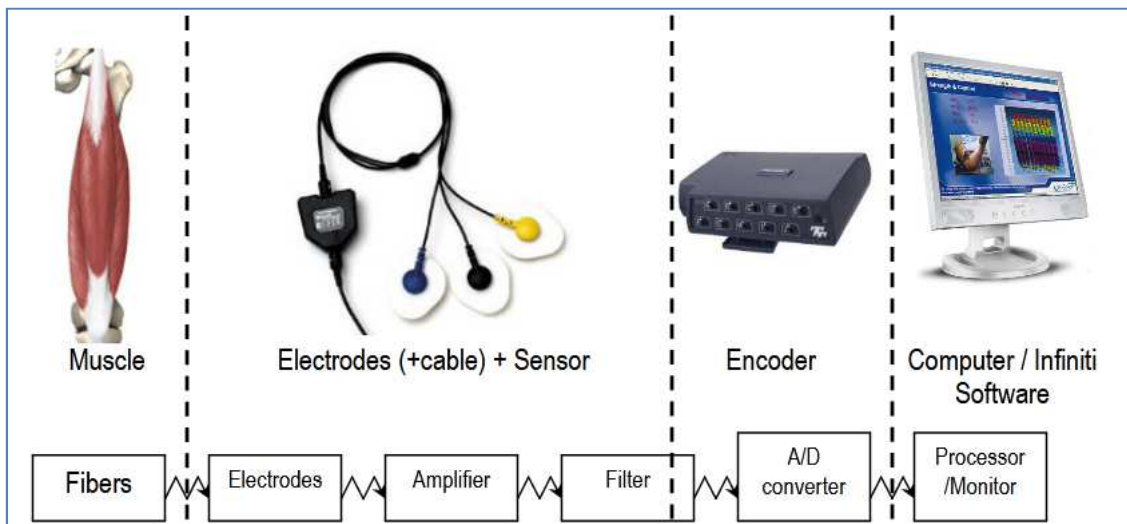 Muscle
Electrodes (+cable) + Sensor
Encoder
Computer / Infiniti
Software
Fibers
Electrodes
Amplifier
Filter
A/D
converter
Processor
/Monitor